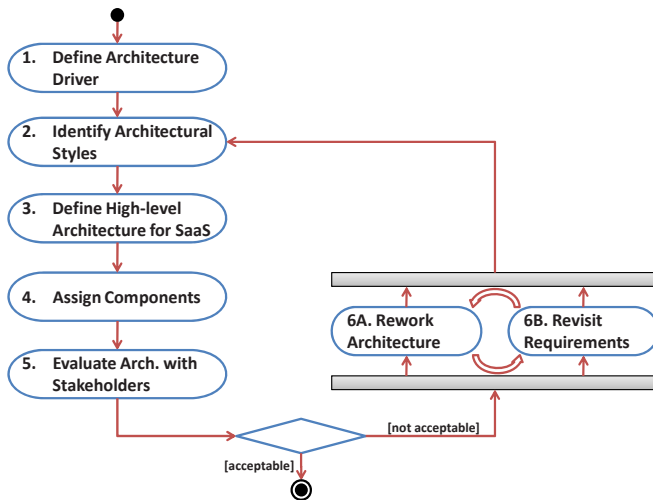 1. Define Architecture
Driver
2. Identify Architectural
Styles
3. Define High-level
Architecture for SaaS
4. Assign Components
5. Evaluate Arch. with
Stakeholders
6A. Rework
Architecture
6B. Revisit
Requirements
[not acceptable]
[acceptable]